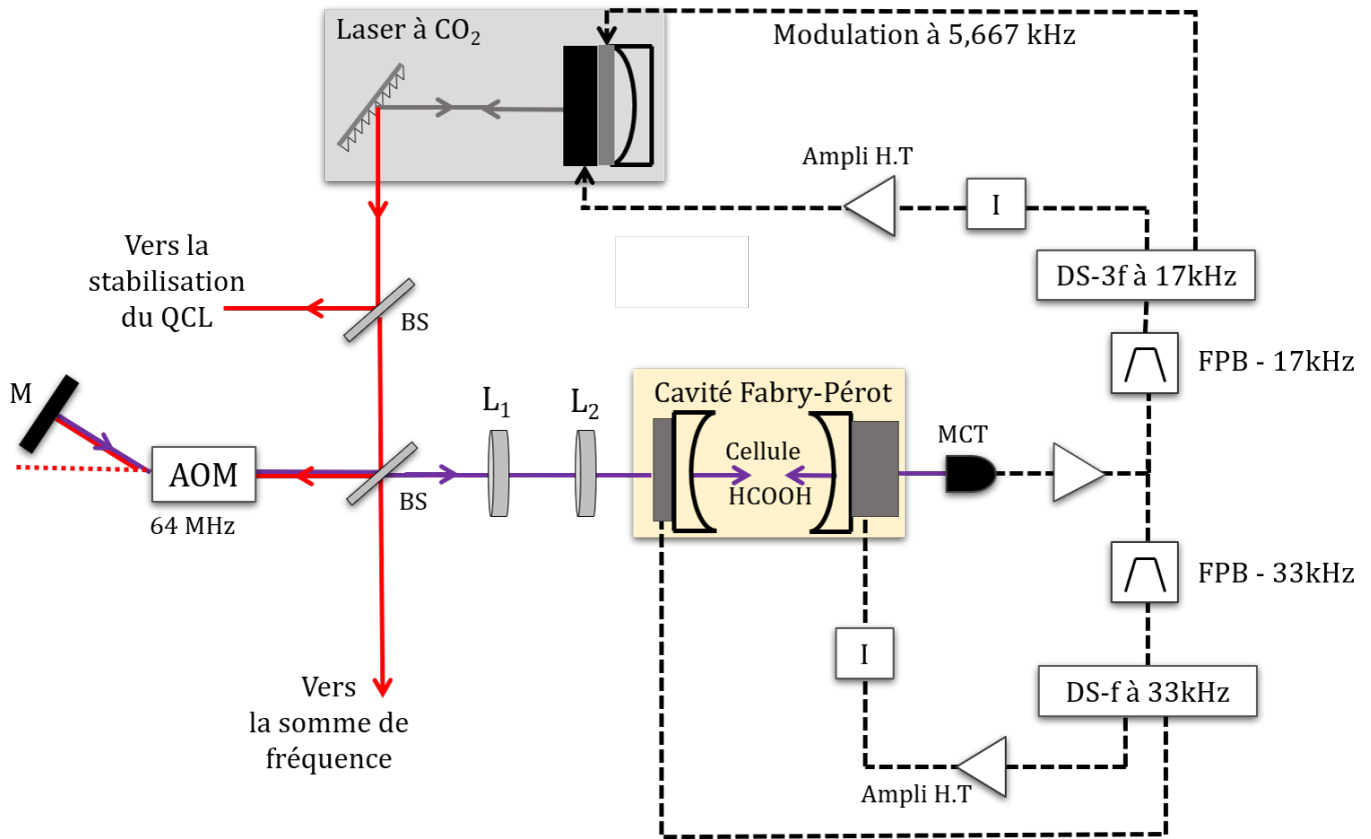 Laser à CO₂
Modulation à 5,667 kHz
Ampli H.T
I
DS-3f à 17kHz
Vers la
stabilisation
du QCL
BS
FPB - 17kHz
M
L₁
L₂
Cavité Fabry-Pérot
Cellule
HCOOH
MCT
AOM
64 MHz
BS
FPB - 33kHz
I
DS-f à 33kHz
Vers
la somme de
fréquence
Ampli H.T